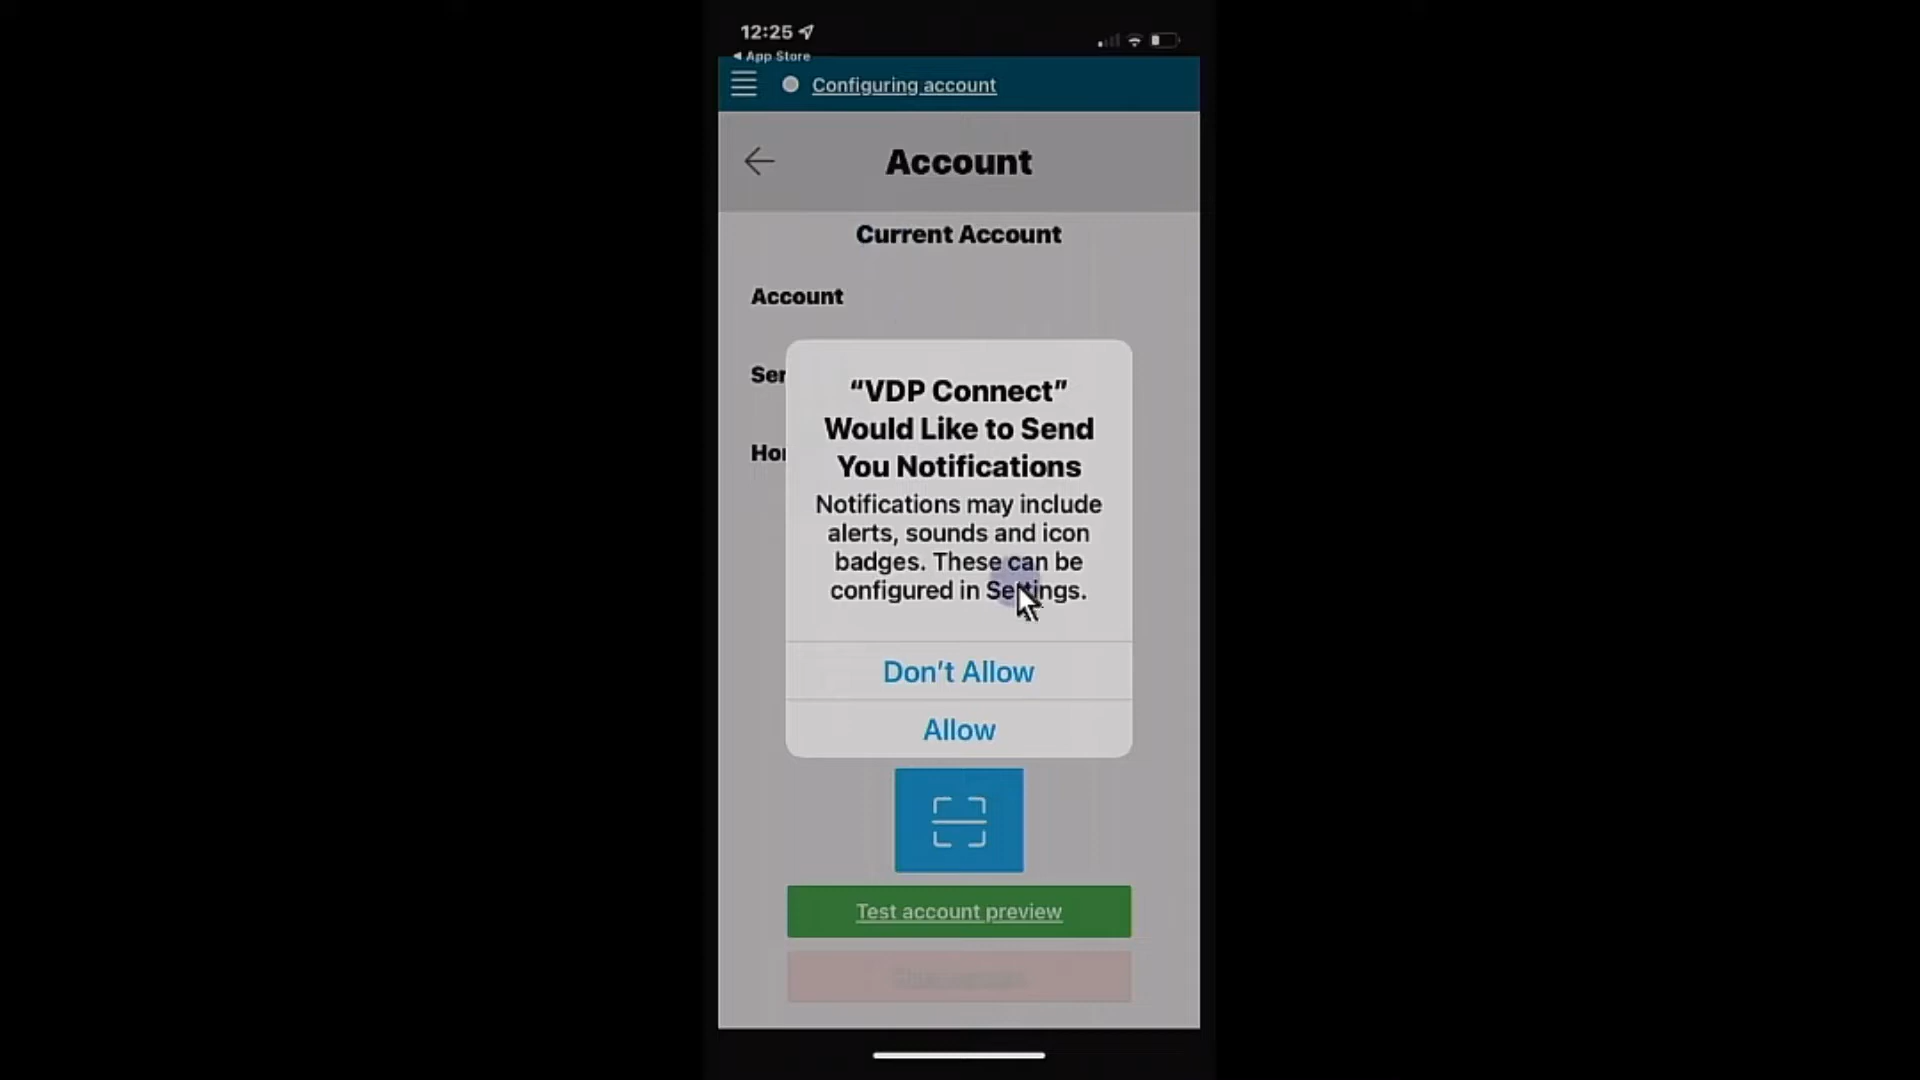 12:25
App Store
Configuring account
Account
Current Account
Account
Ser
Hor
“VDP Connect”
Would Like to Send
You Notifications
Notifications may include
alerts, sounds and icon
badges. These can be
configured in Settings.
Don’t Allow
Allow
Test account preview